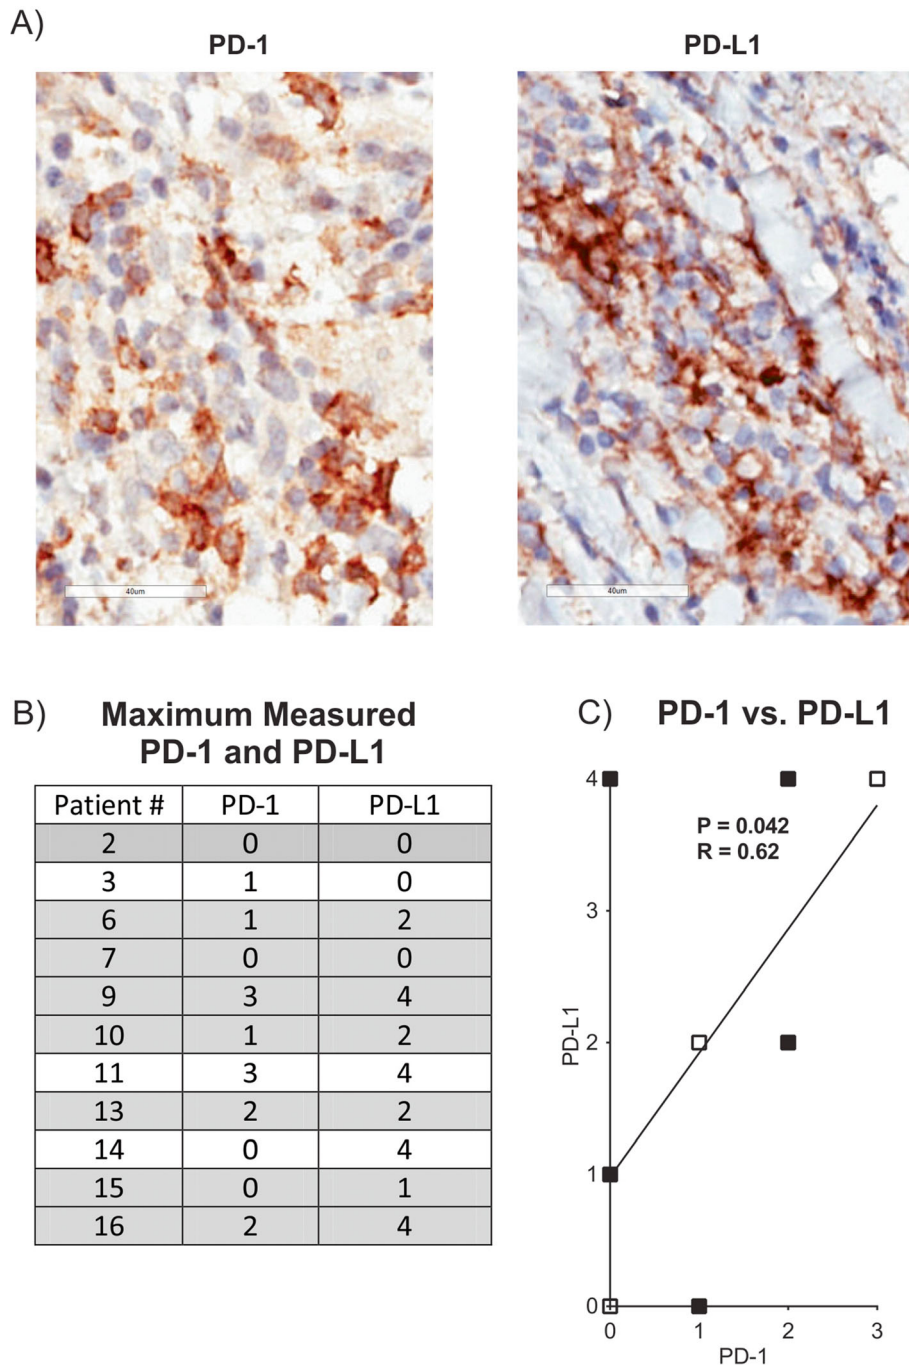 A)
PD-1
PD-L1
40um
40um
B)
Maximum Measured
PD-1 and PD-L1
Patient # PD-1 PD-L1
2 0 0
3 1 0
6 1 2
7 0 0
9 3 4
10 1 2
11 3 4
13 2 2
14 0 4
15 0 1
16 2 4
C)
PD-1 vs. PD-L1
P = 0.042
R = 0.62
4
3
2
1
0
PD-L1
0 1 2 3
PD-1